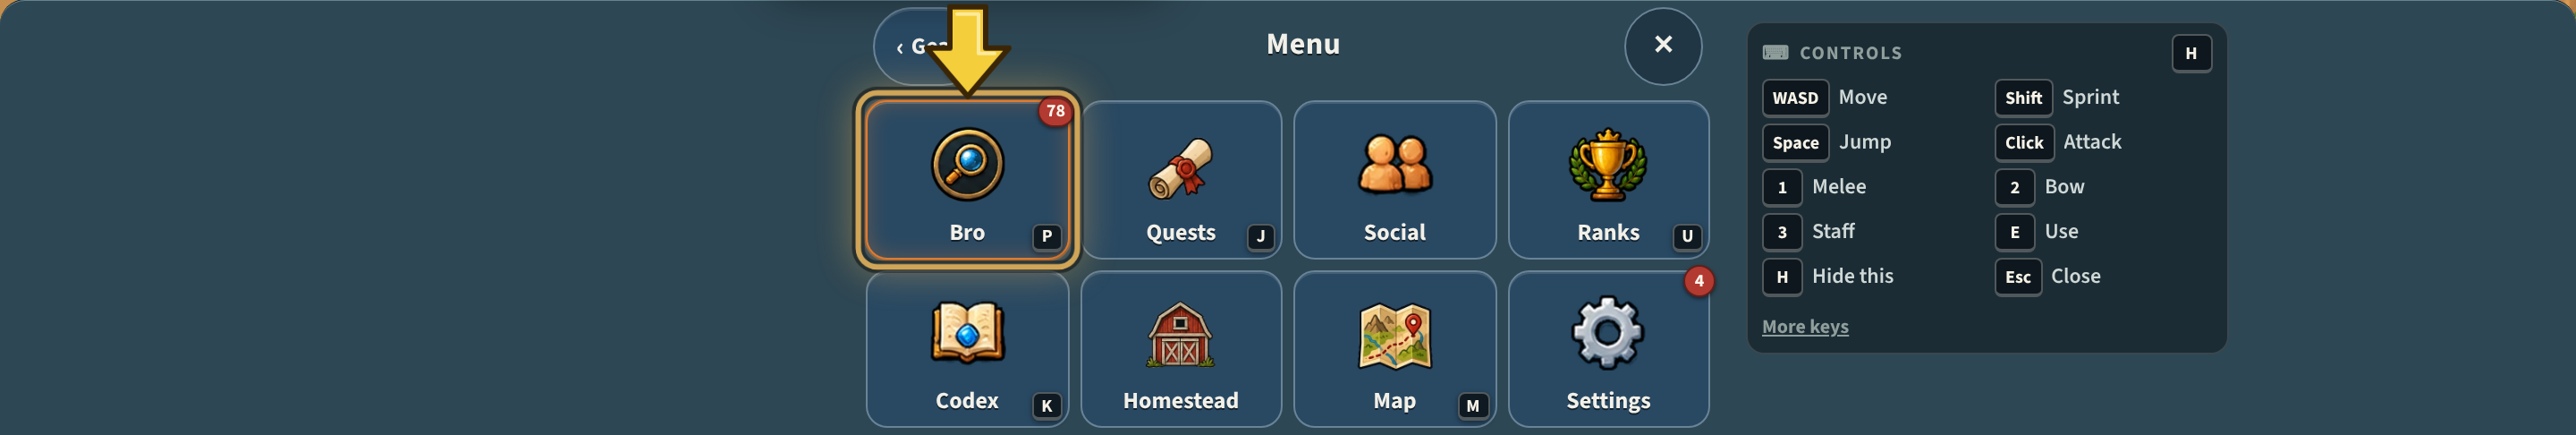 Menu
×
78
Bro P
Quests J
Social
Ranks U
Codex K
Homestead
Map M
4
Settings
CONTROLS H
WASD Move Shift Sprint
Space Jump Click Attack
1 Melee 2 Bow
3 Staff E Use
H Hide this Esc Close
More keys